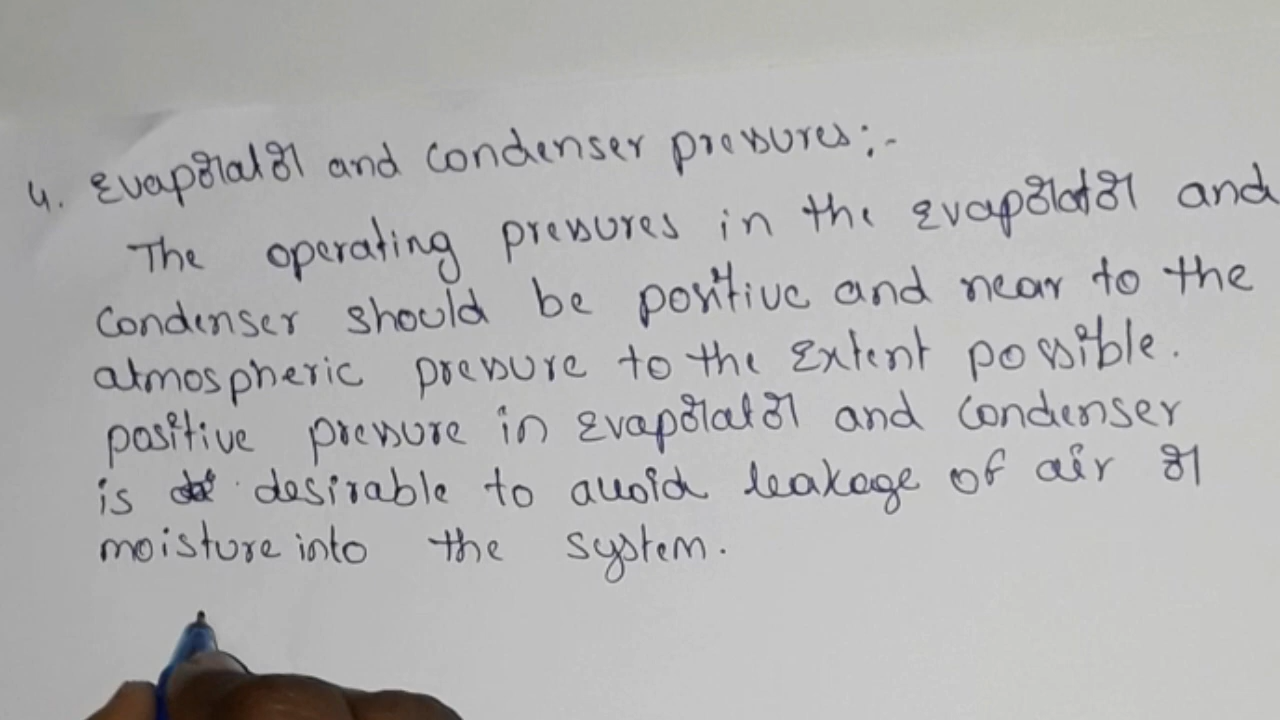 4. Evaporator and condenser pressures:-
The operating pressures in the evaporator and
condenser should be positive and near to the
atmospheric pressure to the extent possible.
positive pressure in evaporator and condenser
is desirable to avoid leakage of air or
moisture into the system.